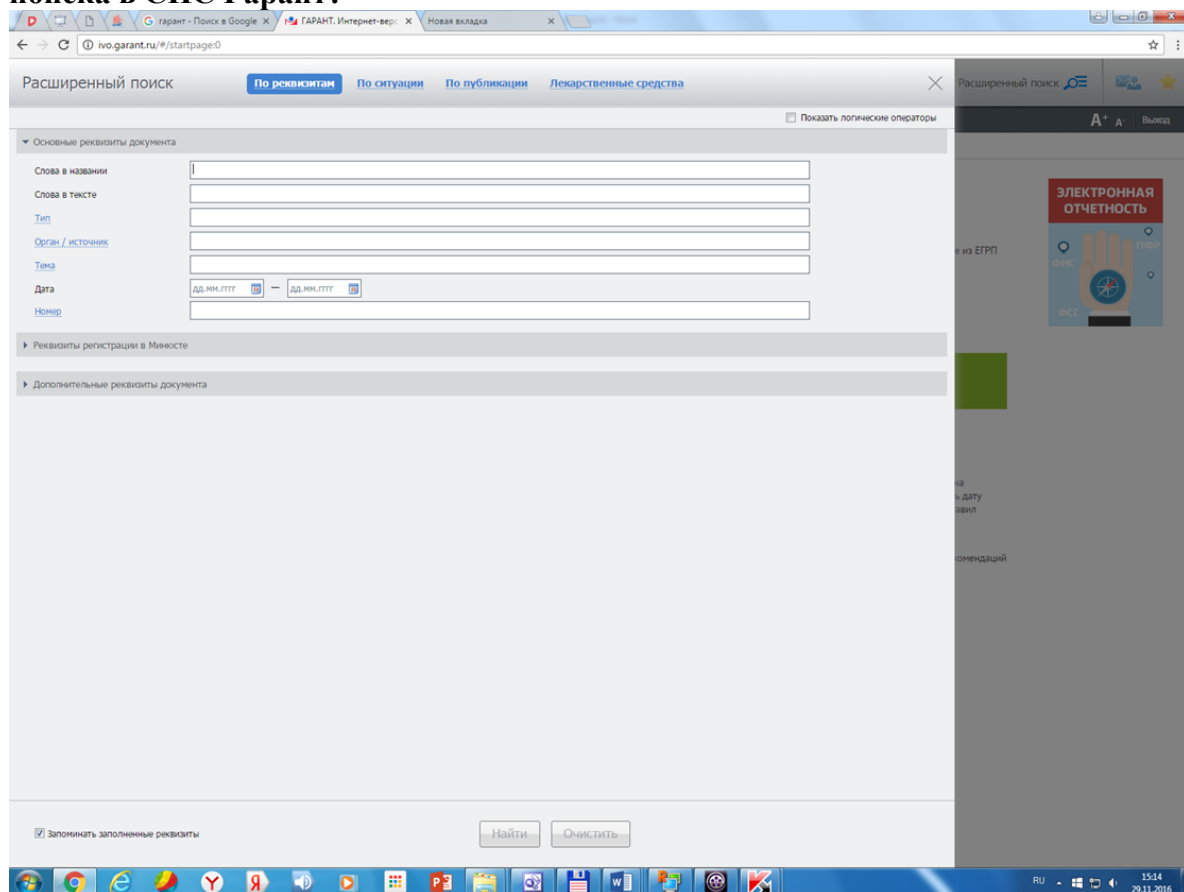 поиска в СПС Гарант?
гарант - Поиск в Google
ГАРАНТ. Интернет-верс
Новая вкладка
ivo.garant.ru/#/startpage:0
Расширенный поиск
По реквизитам По ситуации По публикации Лекарственные средства
Расширенный поиск
Показать логические операторы
A+ A- Выход
Основные реквизиты документа
Слова в названии
Слова в тексте
Тип
Орган / источник
Тема
Дата дд.мм.гггг — дд.мм.гггг
Номер
Реквизиты регистрации в Минюсте
Дополнительные реквизиты документа
ЭЛЕКТРОННАЯ
ОТЧЕТНОСТЬ
е из ЕГРП
ПФР
ФНС
ФСС
на
ь дату
комендаций
Запоминать заполненные реквизиты
Найти Очистить
RU
15:14
29.11.2016